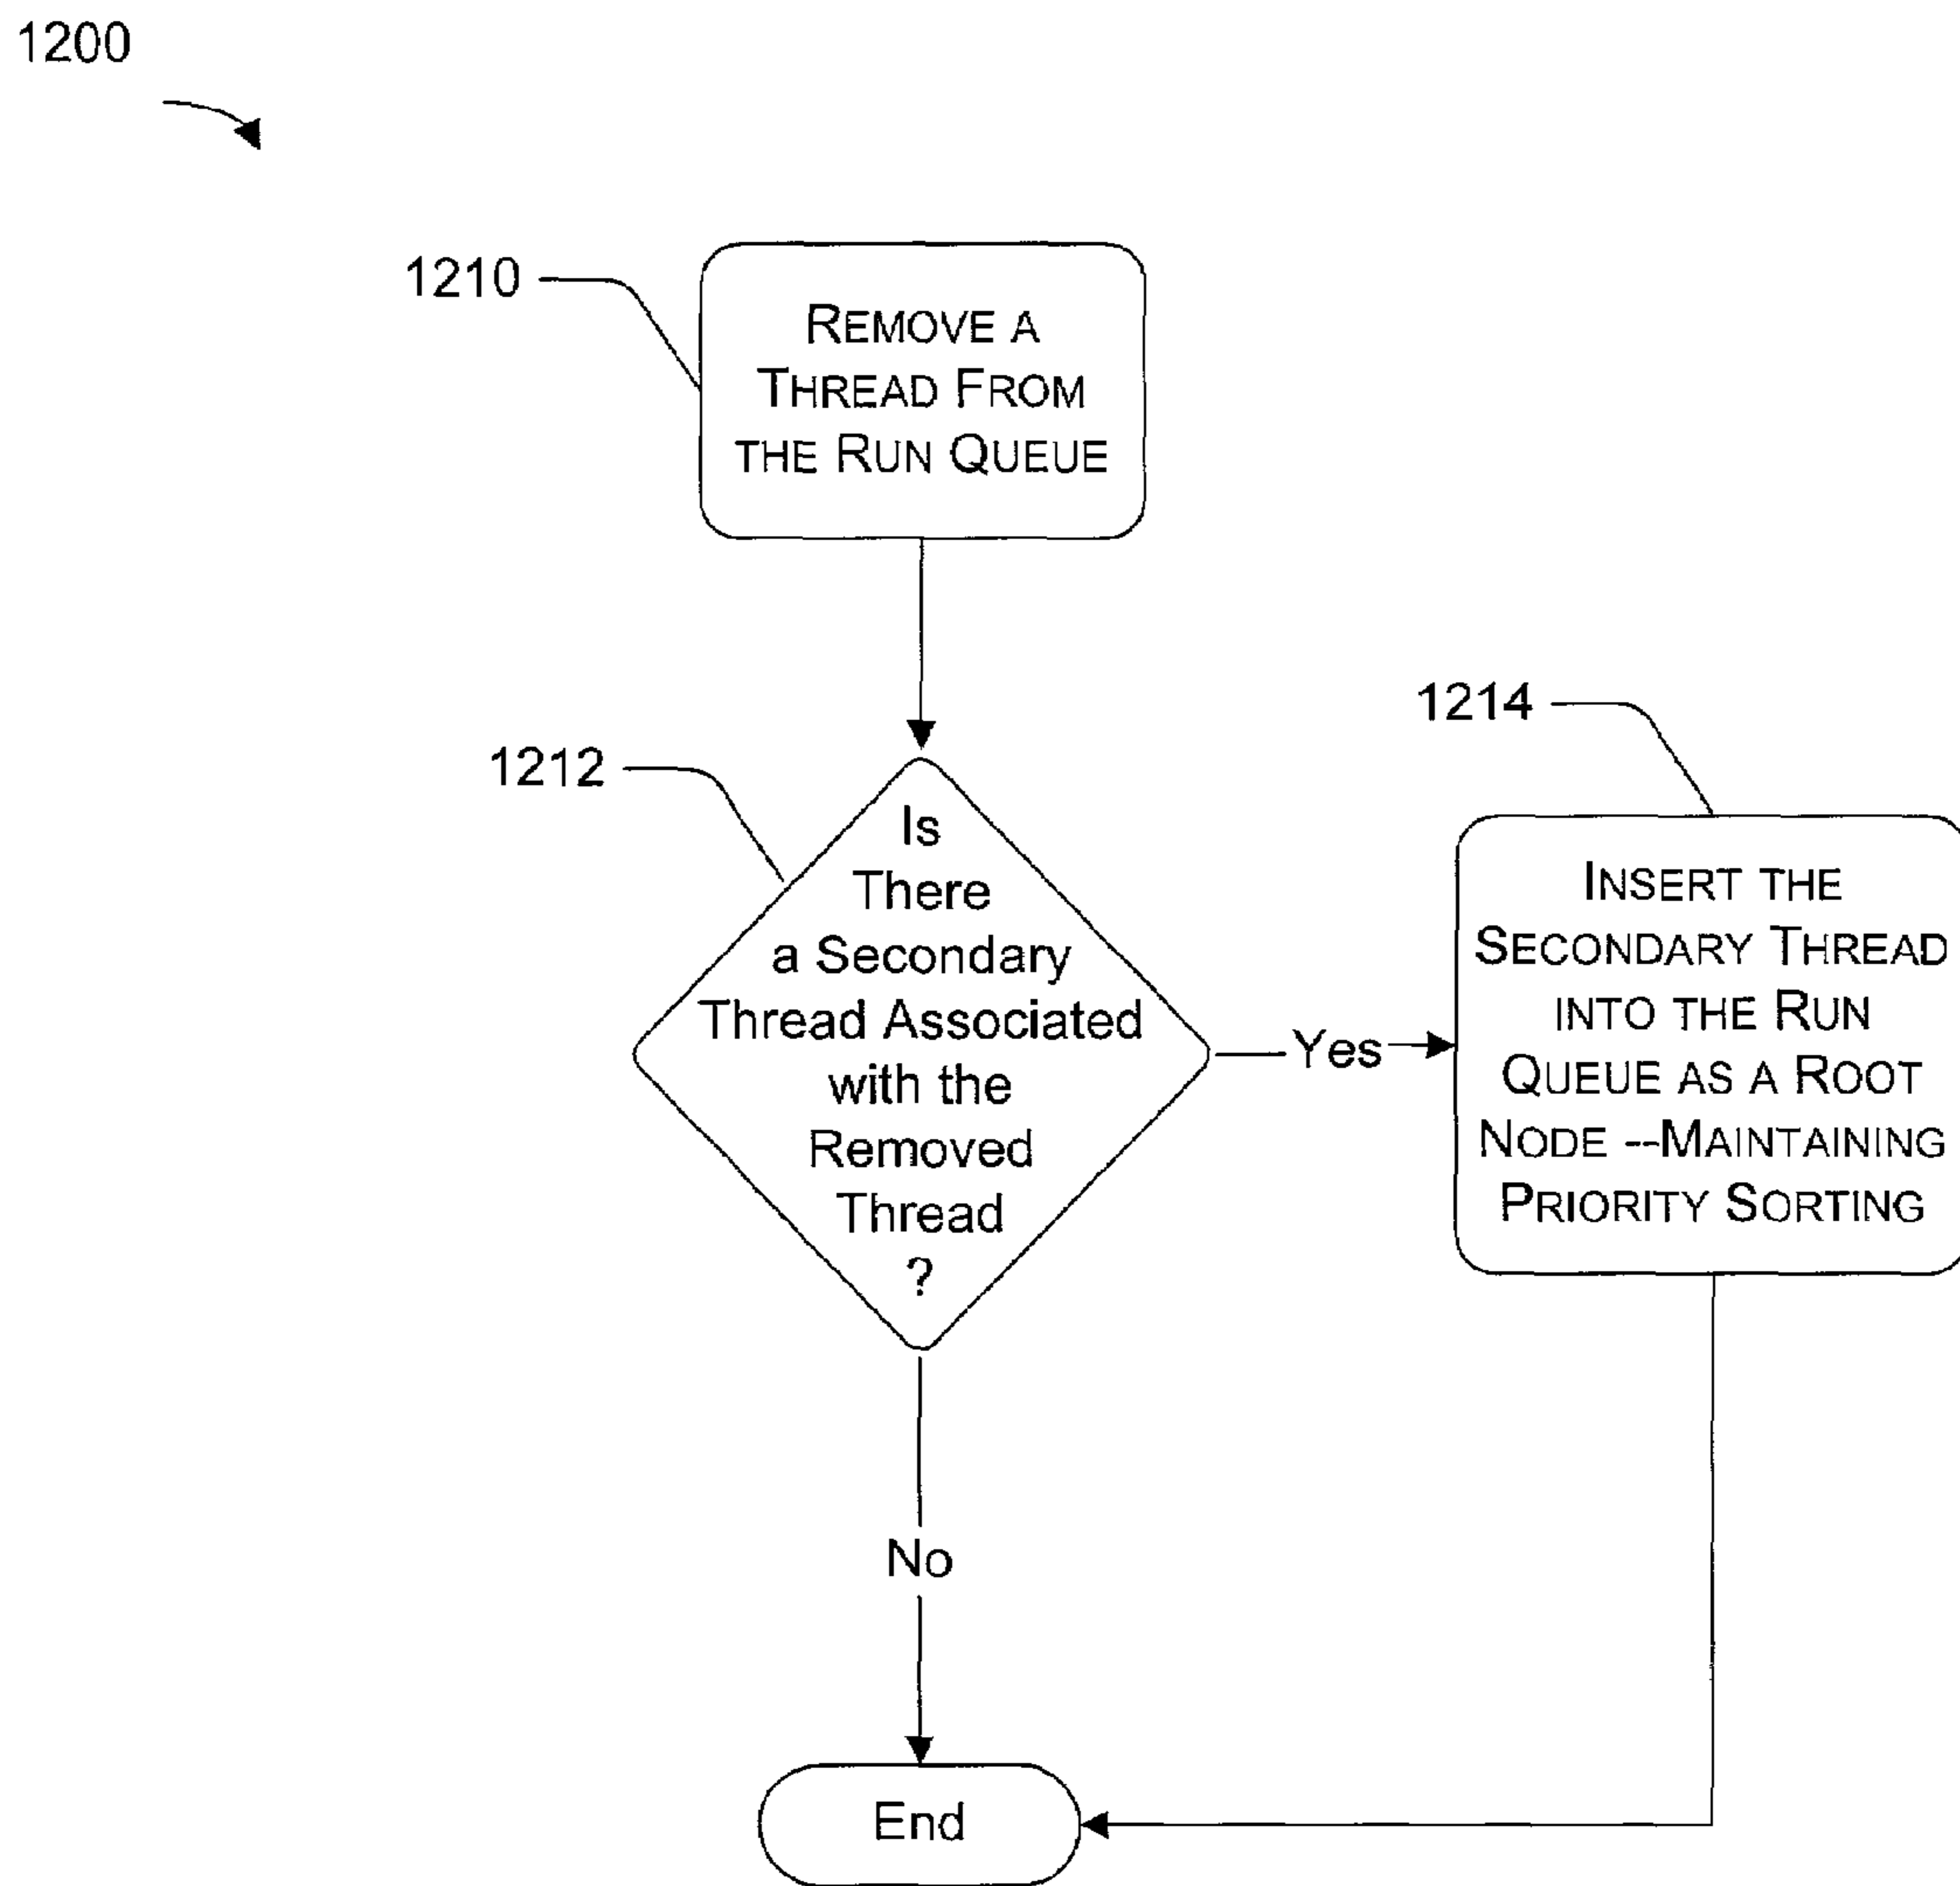 1200
1210
REMOVE A
THREAD FROM
THE RUN QUEUE
1212
Is
There
a Secondary
Thread Associated
with the
Removed
Thread
?
Yes
1214
INSERT THE
SECONDARY THREAD
INTO THE RUN
QUEUE AS A ROOT
NODE --MAINTAINING
PRIORITY SORTING
No
End